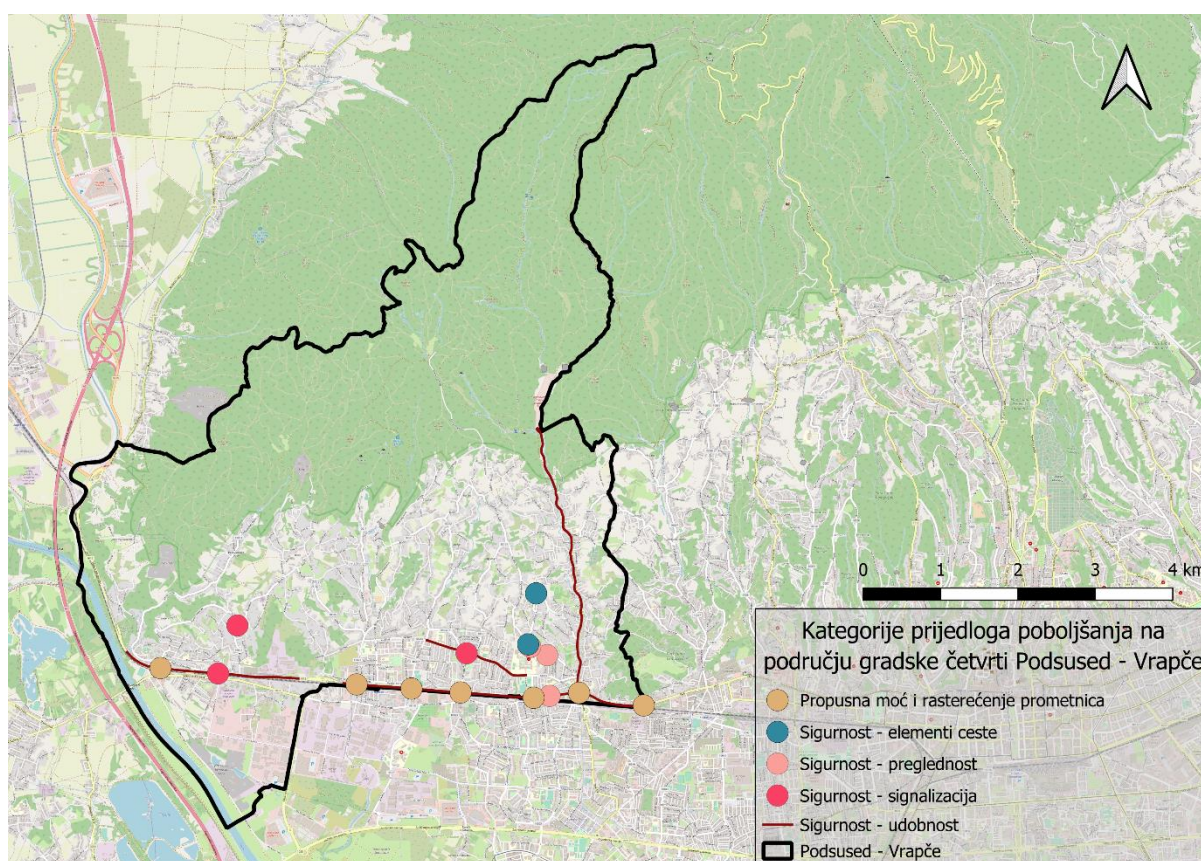 0 1 2 3 4 km
Kategorije prijedloga poboljšanja na
području gradske četvrti Podsused - Vrapče
Propusna moć i rasterećenje prometnica
Sigurnost - elementi ceste
Sigurnost - preglednost
Sigurnost - signalizacija
Sigurnost - udobnost
Podsused - Vrapče